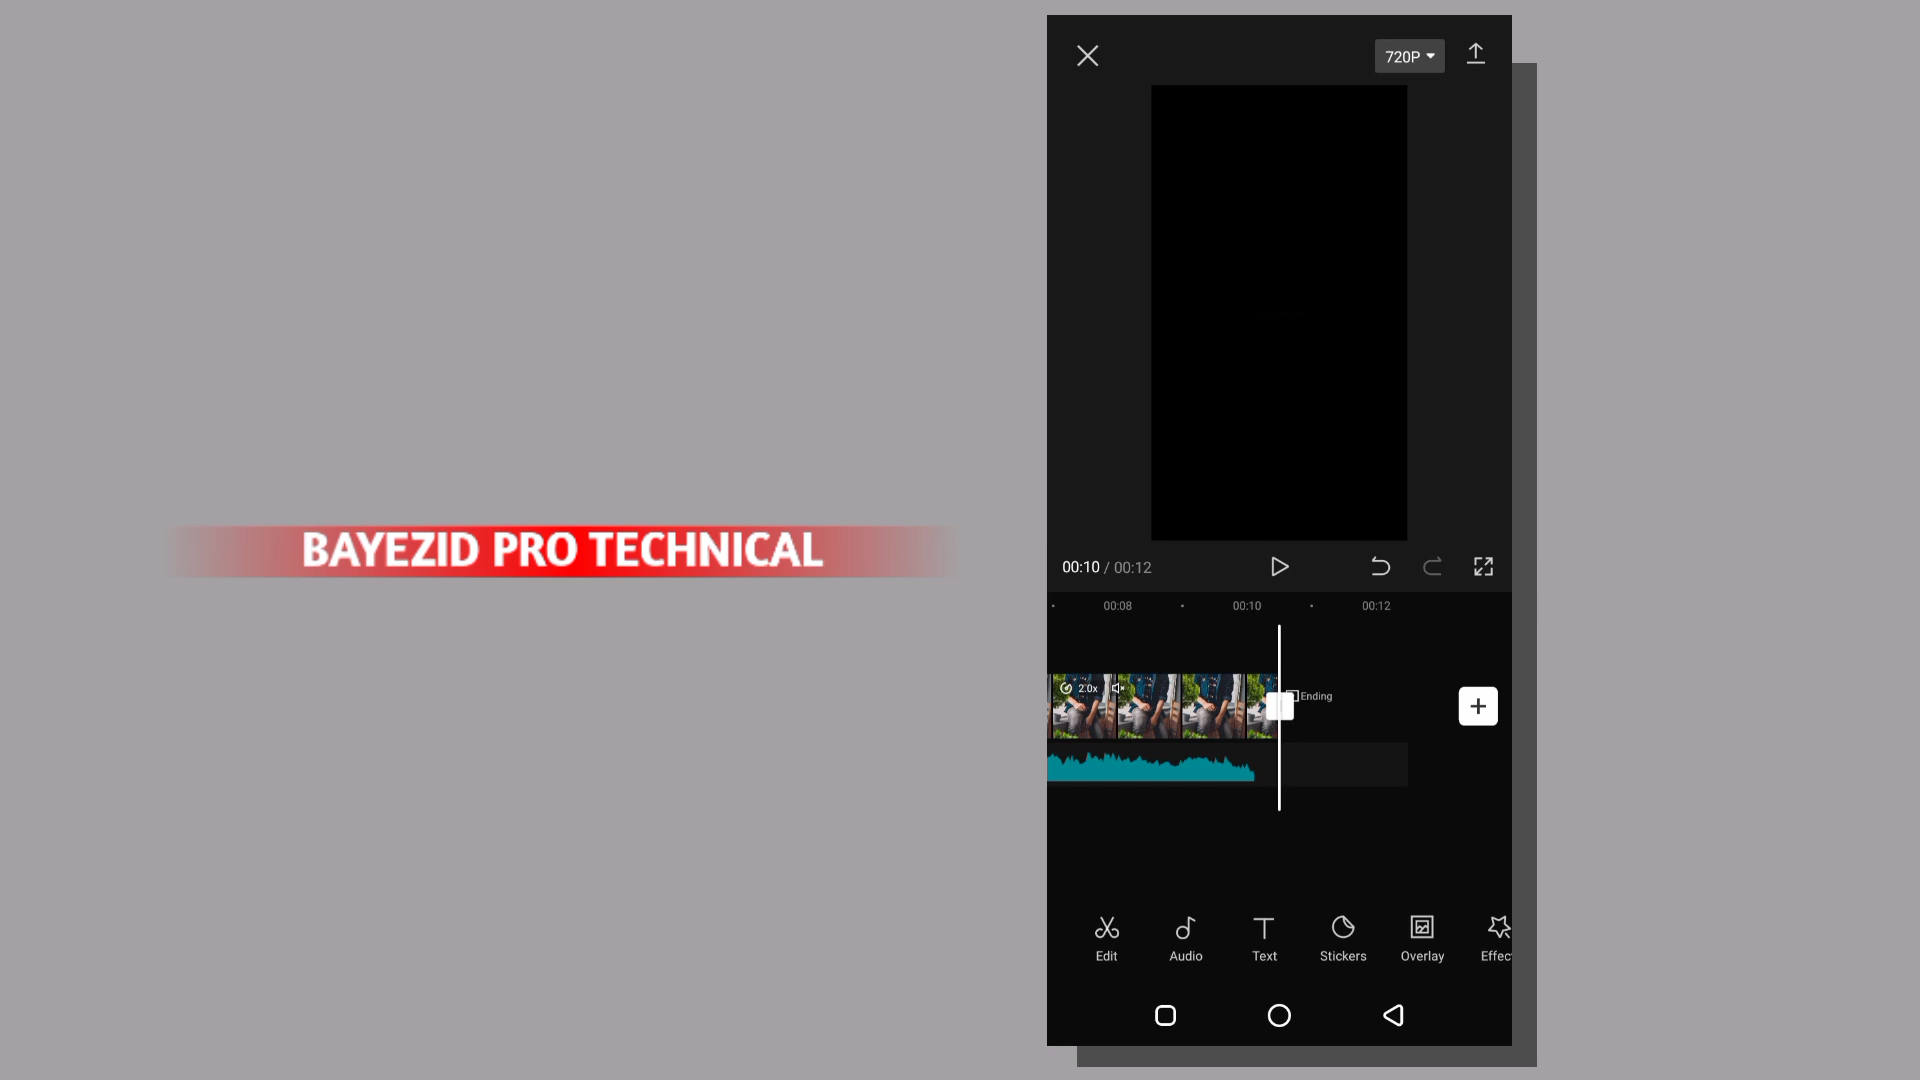 720P
BAYEZID PRO TECHNICAL
00:10 / 00:12
00:08 00:10 00:12
2.0x
Ending
Edit Audio Text Stickers Overlay Effec